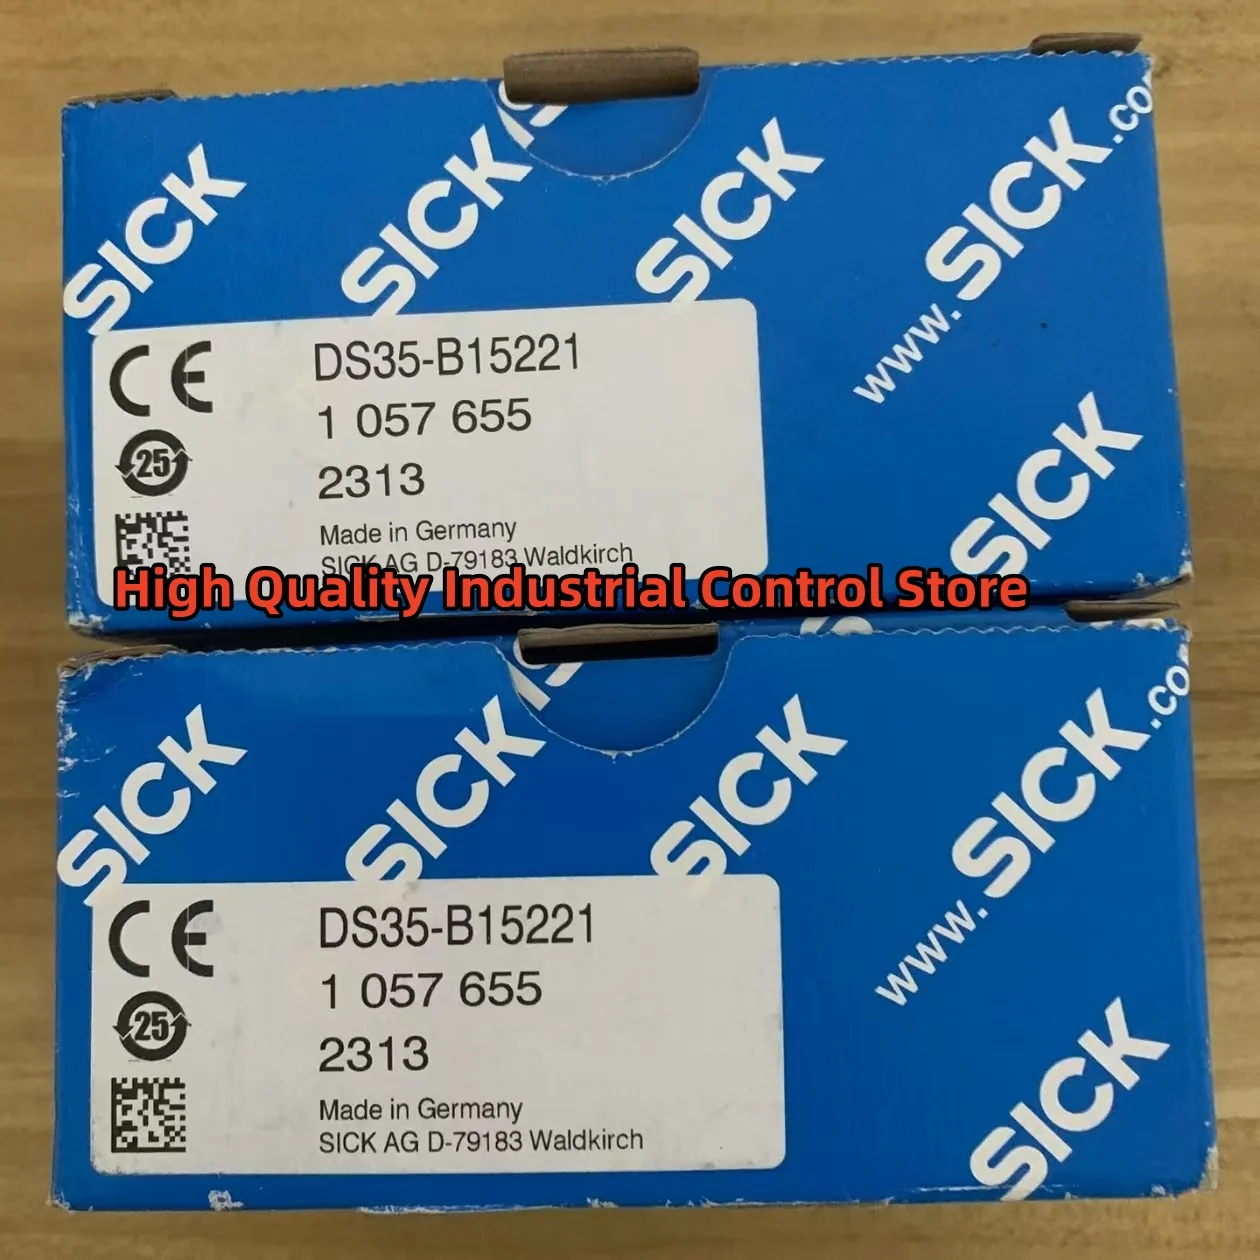 SICK
SICK
SICK
www.SICK.co
SICK
CE
DS35-B15221
1 057 655
25
2313
Made in Germany
SICK AG D-79183 Waldkirch
High Quality Industrial Control Store
SICK
SICK
SICK
www.SICK.co
SICK
CE
DS35-B15221
1 057 655
25
2313
Made in Germany
SICK AG D-79183 Waldkirch